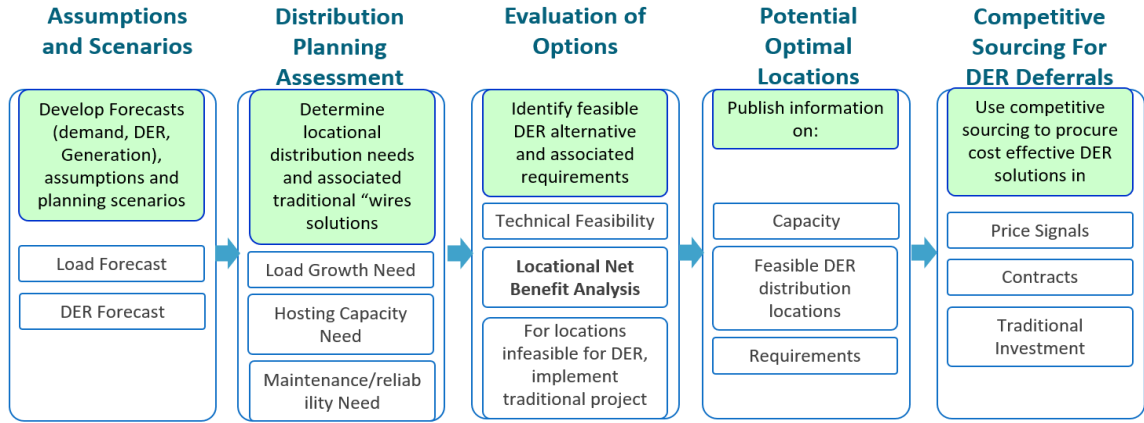 Assumptions
and Scenarios
Develop Forecasts
(demand, DER,
Generation),
assumptions and
planning scenarios
Load Forecast
DER Forecast
Distribution
Planning
Assessment
Determine
locational
distribution needs
and associated
traditional “wires
solutions
Load Growth Need
Hosting Capacity
Need
Maintenance/reliab
ility Need
Evaluation of
Options
Identify feasible
DER alternative
and associated
requirements
Technical Feasibility
Locational Net
Benefit Analysis
For locations
infeasible for DER,
implement
traditional project
Potential
Optimal
Locations
Publish information
on:
Capacity
Feasible DER
distribution
locations
Requirements
Competitive
Sourcing For
DER Deferrals
Use competitive
sourcing to procure
cost effective DER
solutions in
Price Signals
Contracts
Traditional
Investment